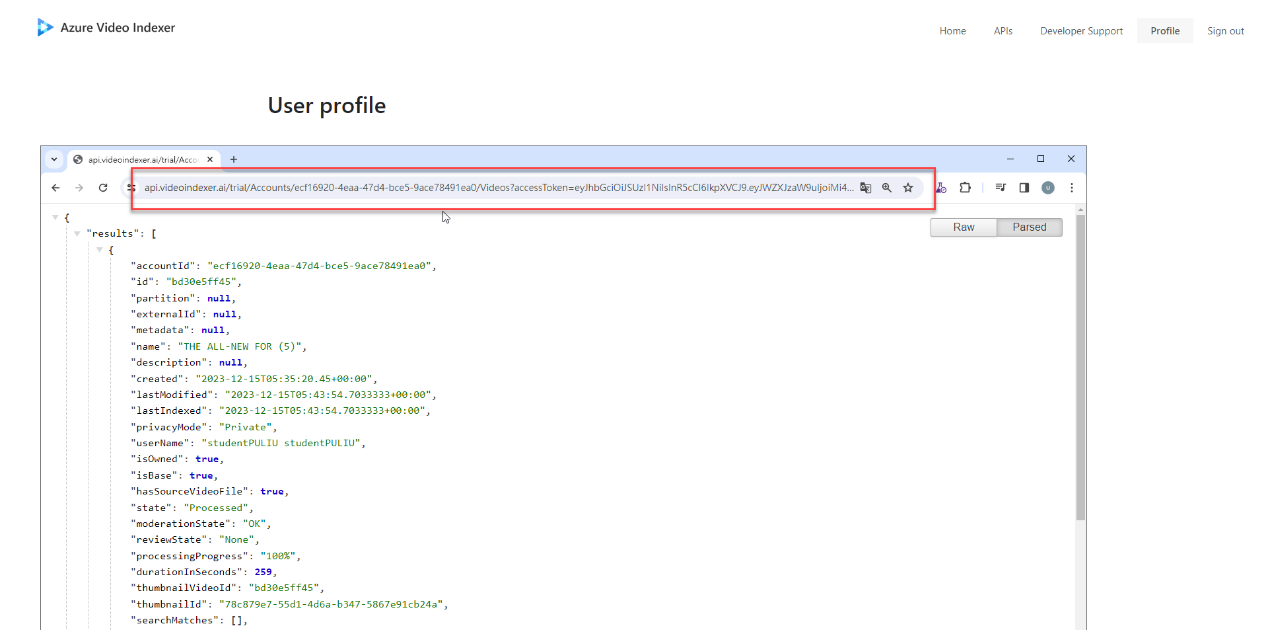 Azure Video Indexer
Home APIs Developer Support Profile Sign out
User profile
api.videoindexer.ai/trial/Acco
api.videoindexer.ai/trial/Accounts/ecf16920-4eaa-47d4-bce5-9ace78491ea0/Videos?accessToken=eyJhbGciOiJSUzI1NiIsInR5cCI6IkpXVCJ9.eyJWZXJzaW9uIjoiMi4...
Raw Parsed
{
"results": [
{
"accountId": "ecf16920-4eaa-47d4-bce5-9ace78491ea0",
"id": "bd30e5ff45",
"partition": null,
"externalId": null,
"metadata": null,
"name": "THE ALL-NEW FOR (5)",
"description": null,
"created": "2023-12-15T05:35:20.45+00:00",
"lastModified": "2023-12-15T05:43:54.7033333+00:00",
"lastIndexed": "2023-12-15T05:43:54.7033333+00:00",
"privacyMode": "Private",
"userName": "studentPULIU studentPULIU",
"isOwned": true,
"isBase": true,
"hasSourceVideoFile": true,
"state": "Processed",
"moderationState": "OK",
"reviewState": "None",
"processingProgress": "100%",
"durationInSeconds": 259,
"thumbnailVideoId": "bd30e5ff45",
"thumbnailId": "78c879e7-55d1-4d6a-b347-5867e91cb24a",
"searchMatches": [],